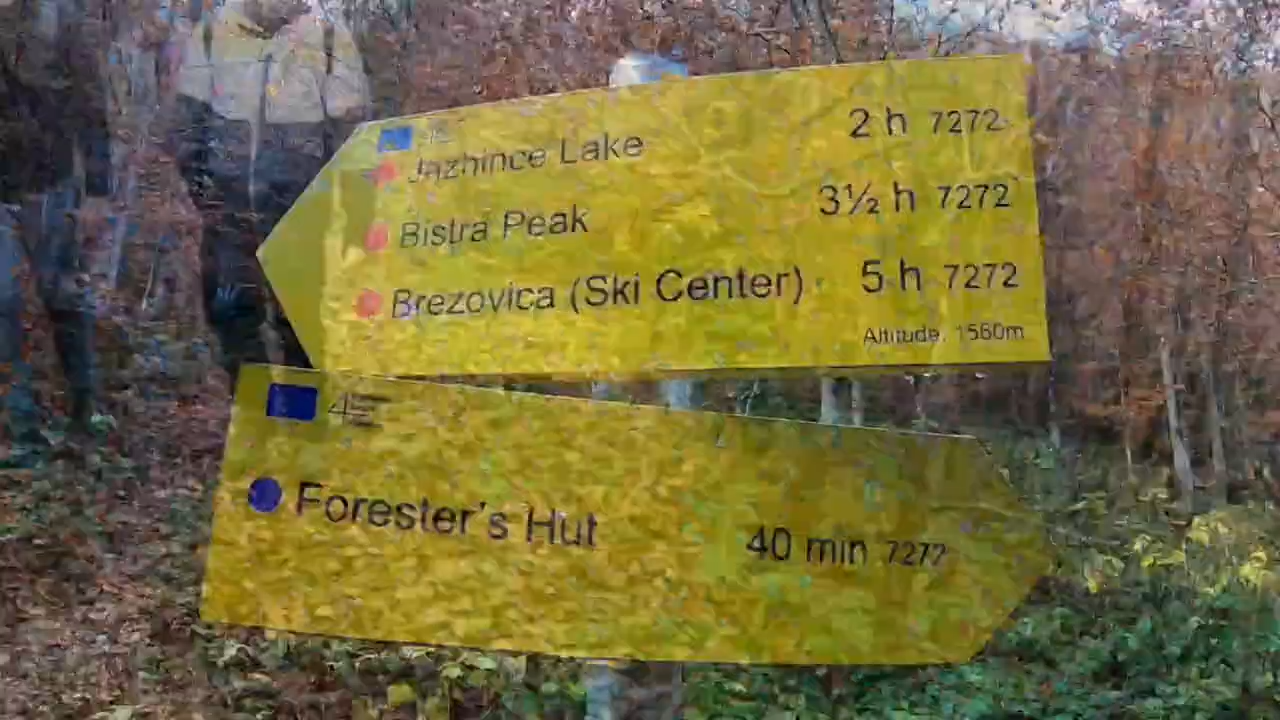 Jazhince Lake 2 h 7272
Bistra Peak 3½ h 7272
Brezovica (Ski Center) 5 h 7272
Altitude: 1560m
Forester's Hut 40 min 7277